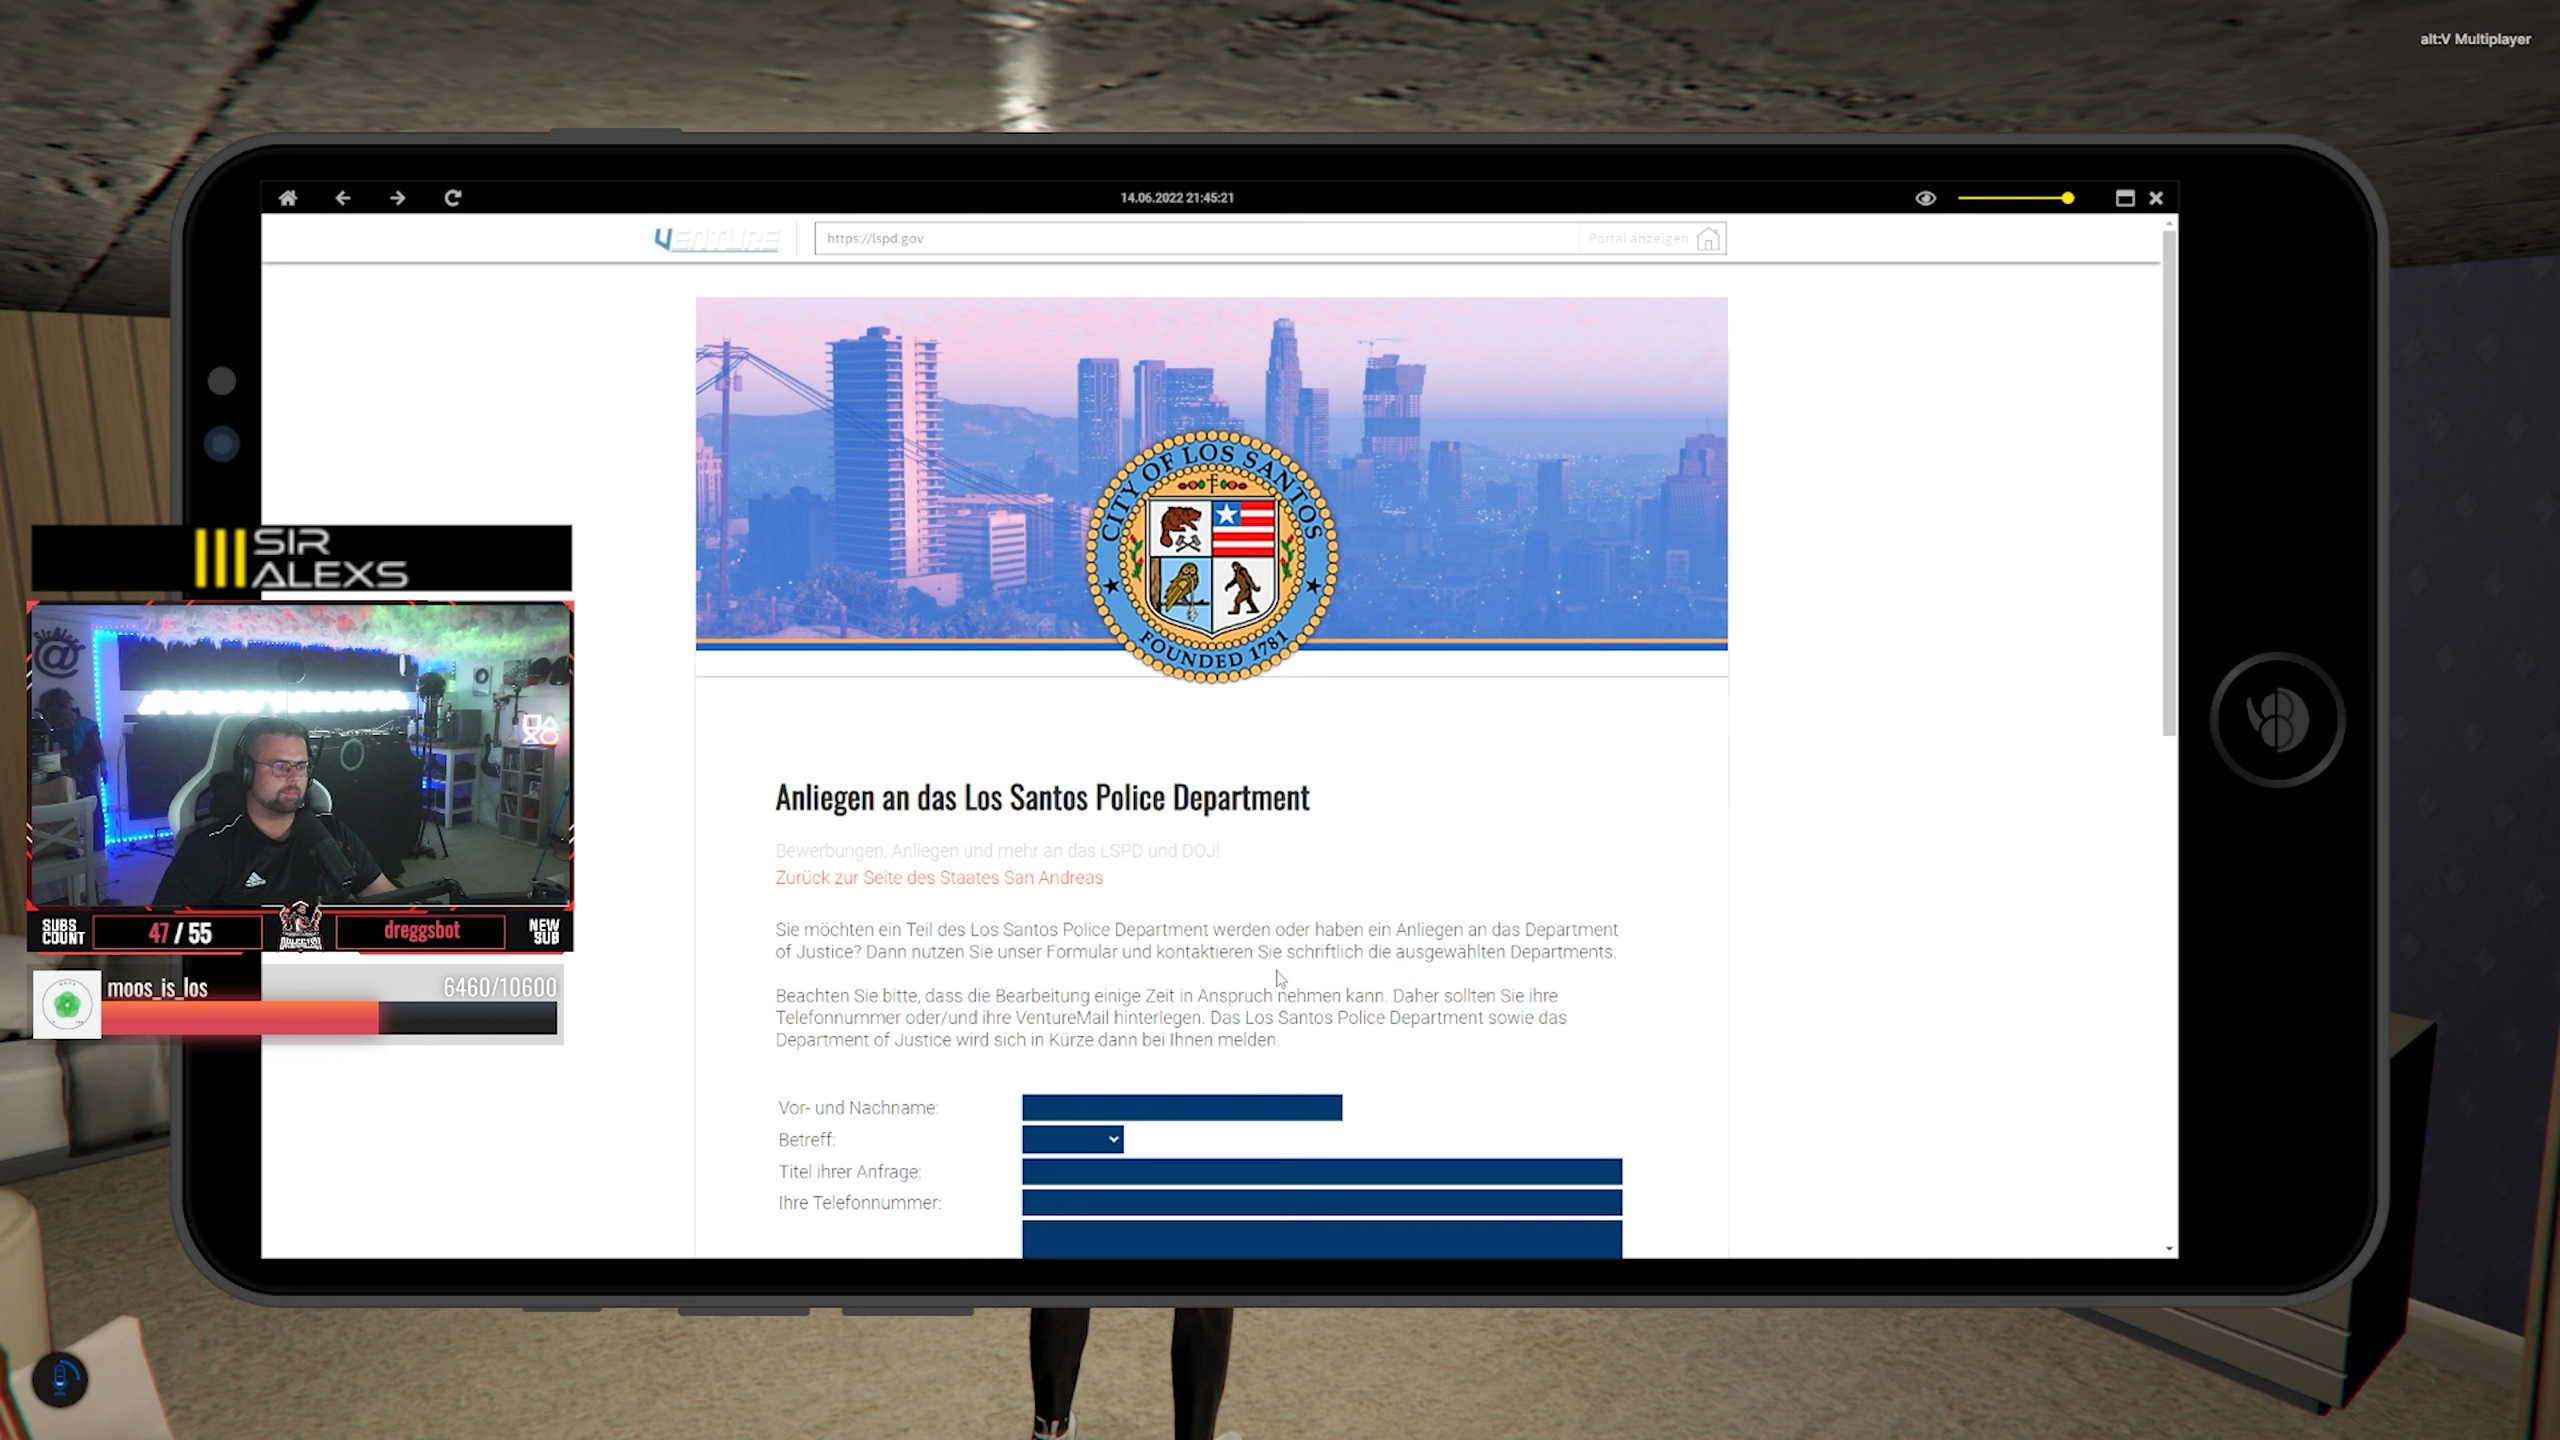 alt:V Multiplayer
14.06.2022 21:45:21
VENTURE
https://lspd.gov
Portal anzeigen
CITY OF LOS SANTOS
FOUNDED 1781
SIR
ALEXS
SUBS
COUNT
47 / 55
dreggsbot
NEW
SUB
moos_is_los
6460/10600
Anliegen an das Los Santos Police Department
Bewerbungen, Anliegen und mehr an das LSPD und DOJ!
Zurück zur Seite des Staates San Andreas
Sie möchten ein Teil des Los Santos Police Department werden oder haben ein Anliegen an das Department
of Justice? Dann nutzen Sie unser Formular und kontaktieren Sie schriftlich die ausgewählten Departments.
Beachten Sie bitte, dass die Bearbeitung einige Zeit in Anspruch nehmen kann. Daher sollten Sie ihre
Telefonnummer oder/und ihre VentureMail hinterlegen. Das Los Santos Police Department sowie das
Department of Justice wird sich in Kürze dann bei Ihnen melden.
Vor- und Nachname:
Betreff:
Titel ihrer Anfrage:
Ihre Telefonnummer: